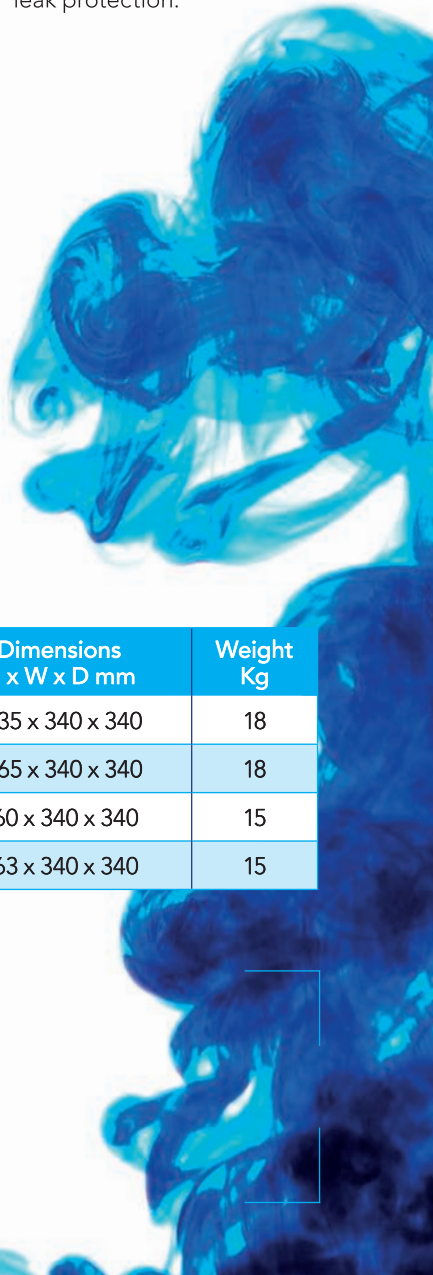 leak protection.
Dimensions Weight
x W x D mm Kg
35 x 340 x 340 18
65 x 340 x 340 18
60 x 340 x 340 15
63 x 340 x 340 15